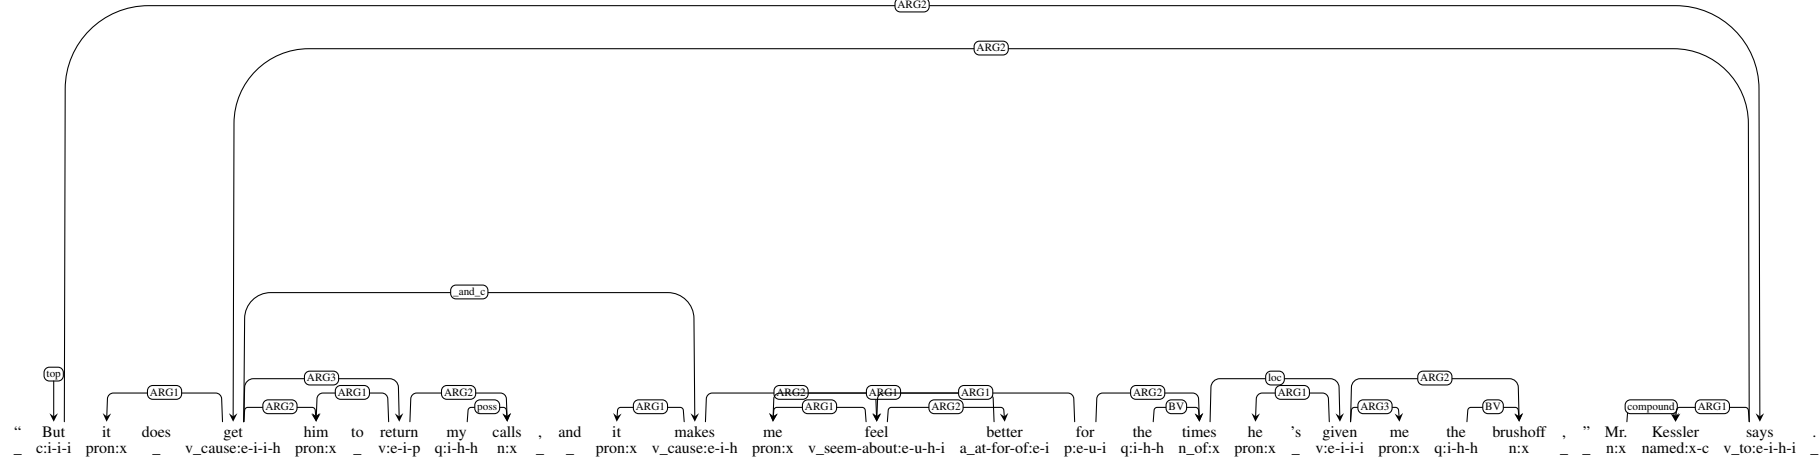 ARG2
ARG2
_and_c
top ARG3 loc ARG2
ARG1 ARG1 ARG2 ARG2 ARG1 ARG1 ARG2 ARG1
ARG2 poss ARG1 ARG1 ARG2 BV ARG3 BV compound ARG1
“ But it does get him to return my calls , and it makes me feel better for the times he 's given me the brushoff , ” Mr. Kessler says .
_ c:i-i-i pron:x _ v_cause:e-i-i-h pron:x _ v:e-i-p q:i-h-h n:x _ _ pron:x v_cause:e-i-h pron:x v_seem-about:e-u-h-i a_at-for-of:e-i p:e-u-i q:i-h-h n_of:x pron:x _ v:e-i-i-i pron:x q:i-h-h n:x _ _ n:x named:x-c v_to:e-i-h-i _